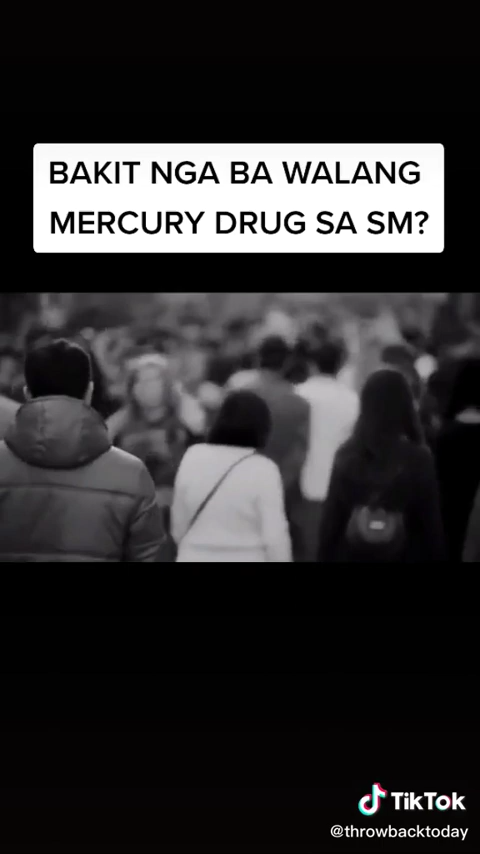 BAKIT NGA BA WALANG
MERCURY DRUG SA SM?
TikTok
@throwbacktoday